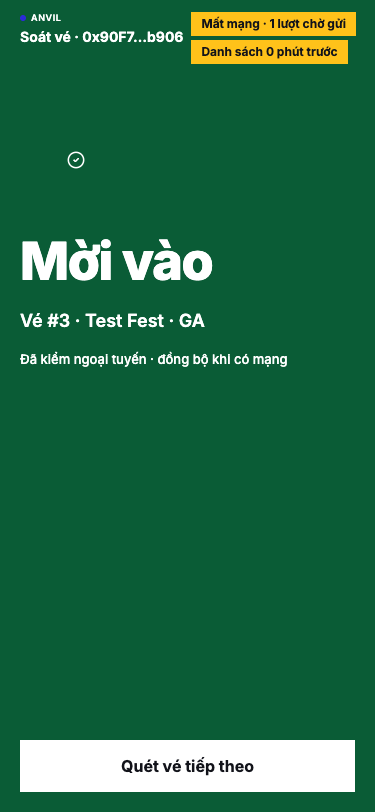 ANVIL
Soát vé · 0x90F7...b906
Mất mạng · 1 lượt chờ gửi
Danh sách 0 phút trước
Mời vào
Vé #3 · Test Fest · GA
Đã kiểm ngoại tuyến · đồng bộ khi có mạng
Quét vé tiếp theo